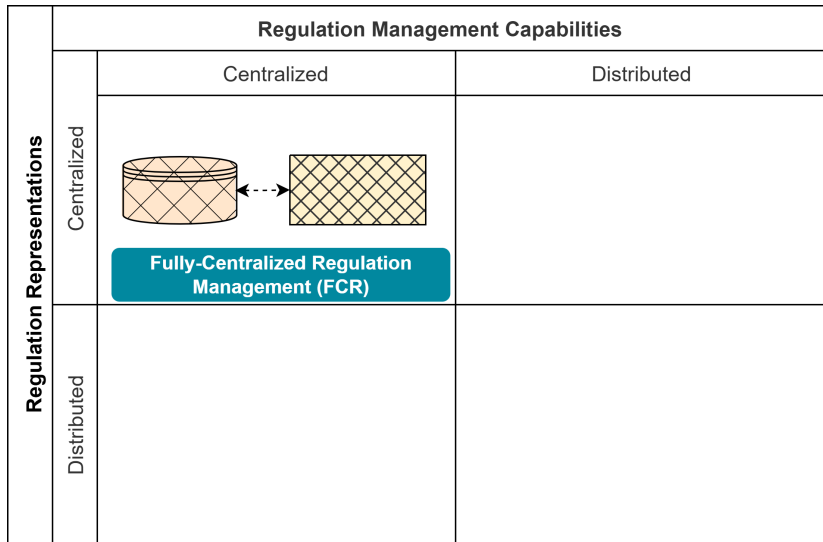 Regulation Management Capabilities
Centralized
Distributed
Regulation Representations
Centralized
Distributed
Fully-Centralized Regulation
Management (FCR)